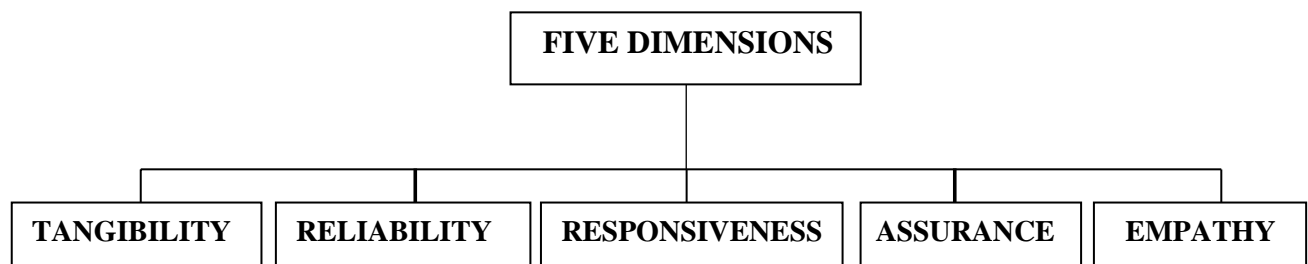 FIVE DIMENSIONS
TANGIBILITY RELIABILITY RESPONSIVENESS ASSURANCE EMPATHY